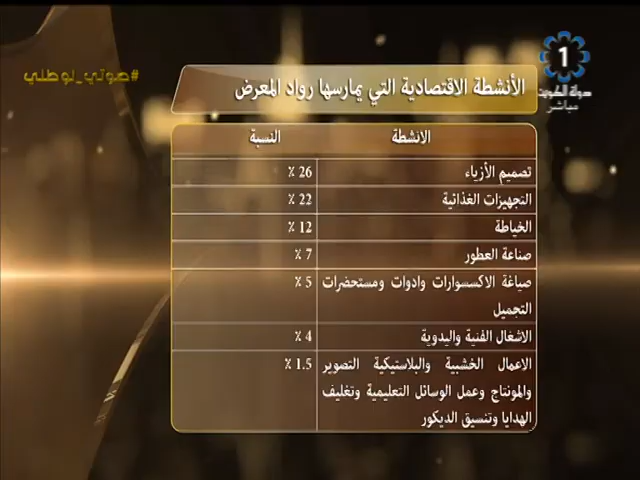 #صوتي_لوطني
1
دولة الكويت
مباشر
الأنشطة الاقتصادية التي يمارسها رواد المعرض
الانشطة النسبة
تصميم الأزياء 26 ٪
التجهيزات الغذائية 22 ٪
الخياطة 12 ٪
صناعة العطور 7 ٪
صياغة الاكسسوارات وادوات ومستحضرات 5 ٪
التجميل
الاشغال الفنية واليدوية 4 ٪
الاعمال الخشبية والبلاستيكية التصوير 1.5 ٪
والمونتاج وعمل الوسائل التعليمية وتغليف
الهدايا وتنسيق الديكور